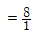 = 8/1